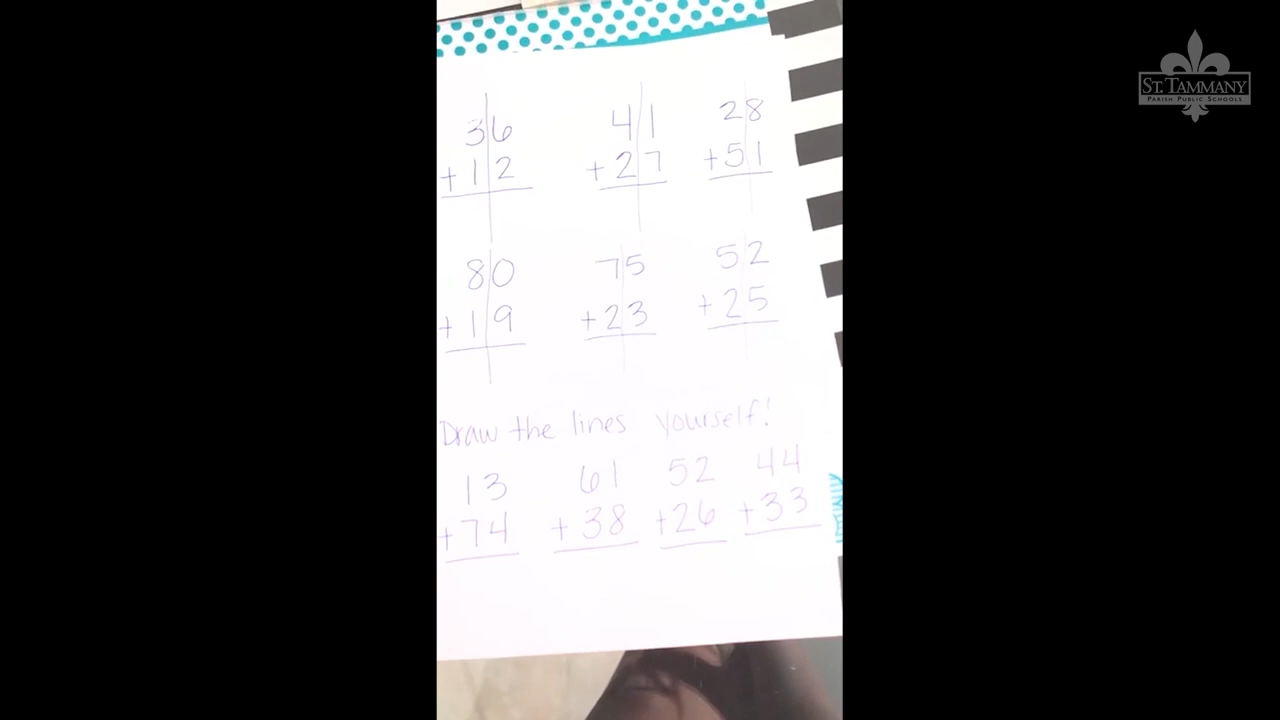 ST. TAMMANY
PARISH PUBLIC SCHOOLS
36 41 28
+12 +27 +51
80 75 52
+19 +23 +25
Draw the lines yourself!
13 61 52 44
+74 +38 +26 +33